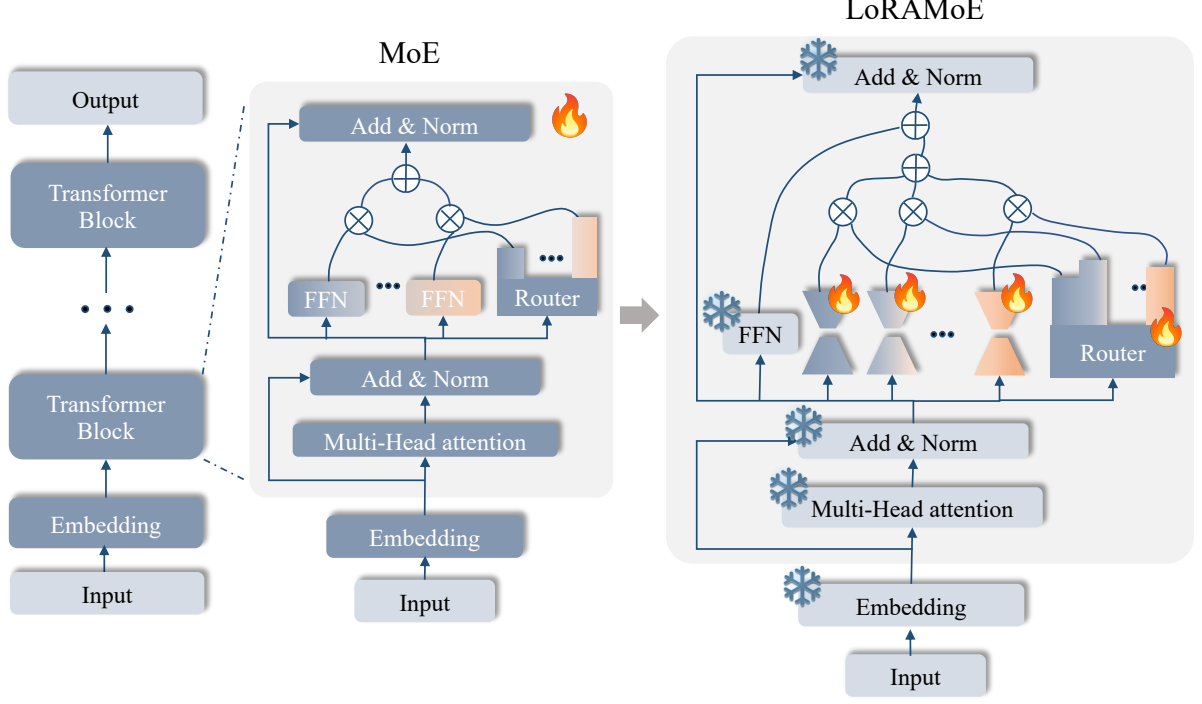 Output
Transformer
Block
Transformer
Block
Embedding
Input
MoE
Add & Norm
FFN
FFN
Router
Add & Norm
Multi-Head attention
Embedding
Input
LoRAMoE
Add & Norm
FFN
Router
Add & Norm
Multi-Head attention
Embedding
Input